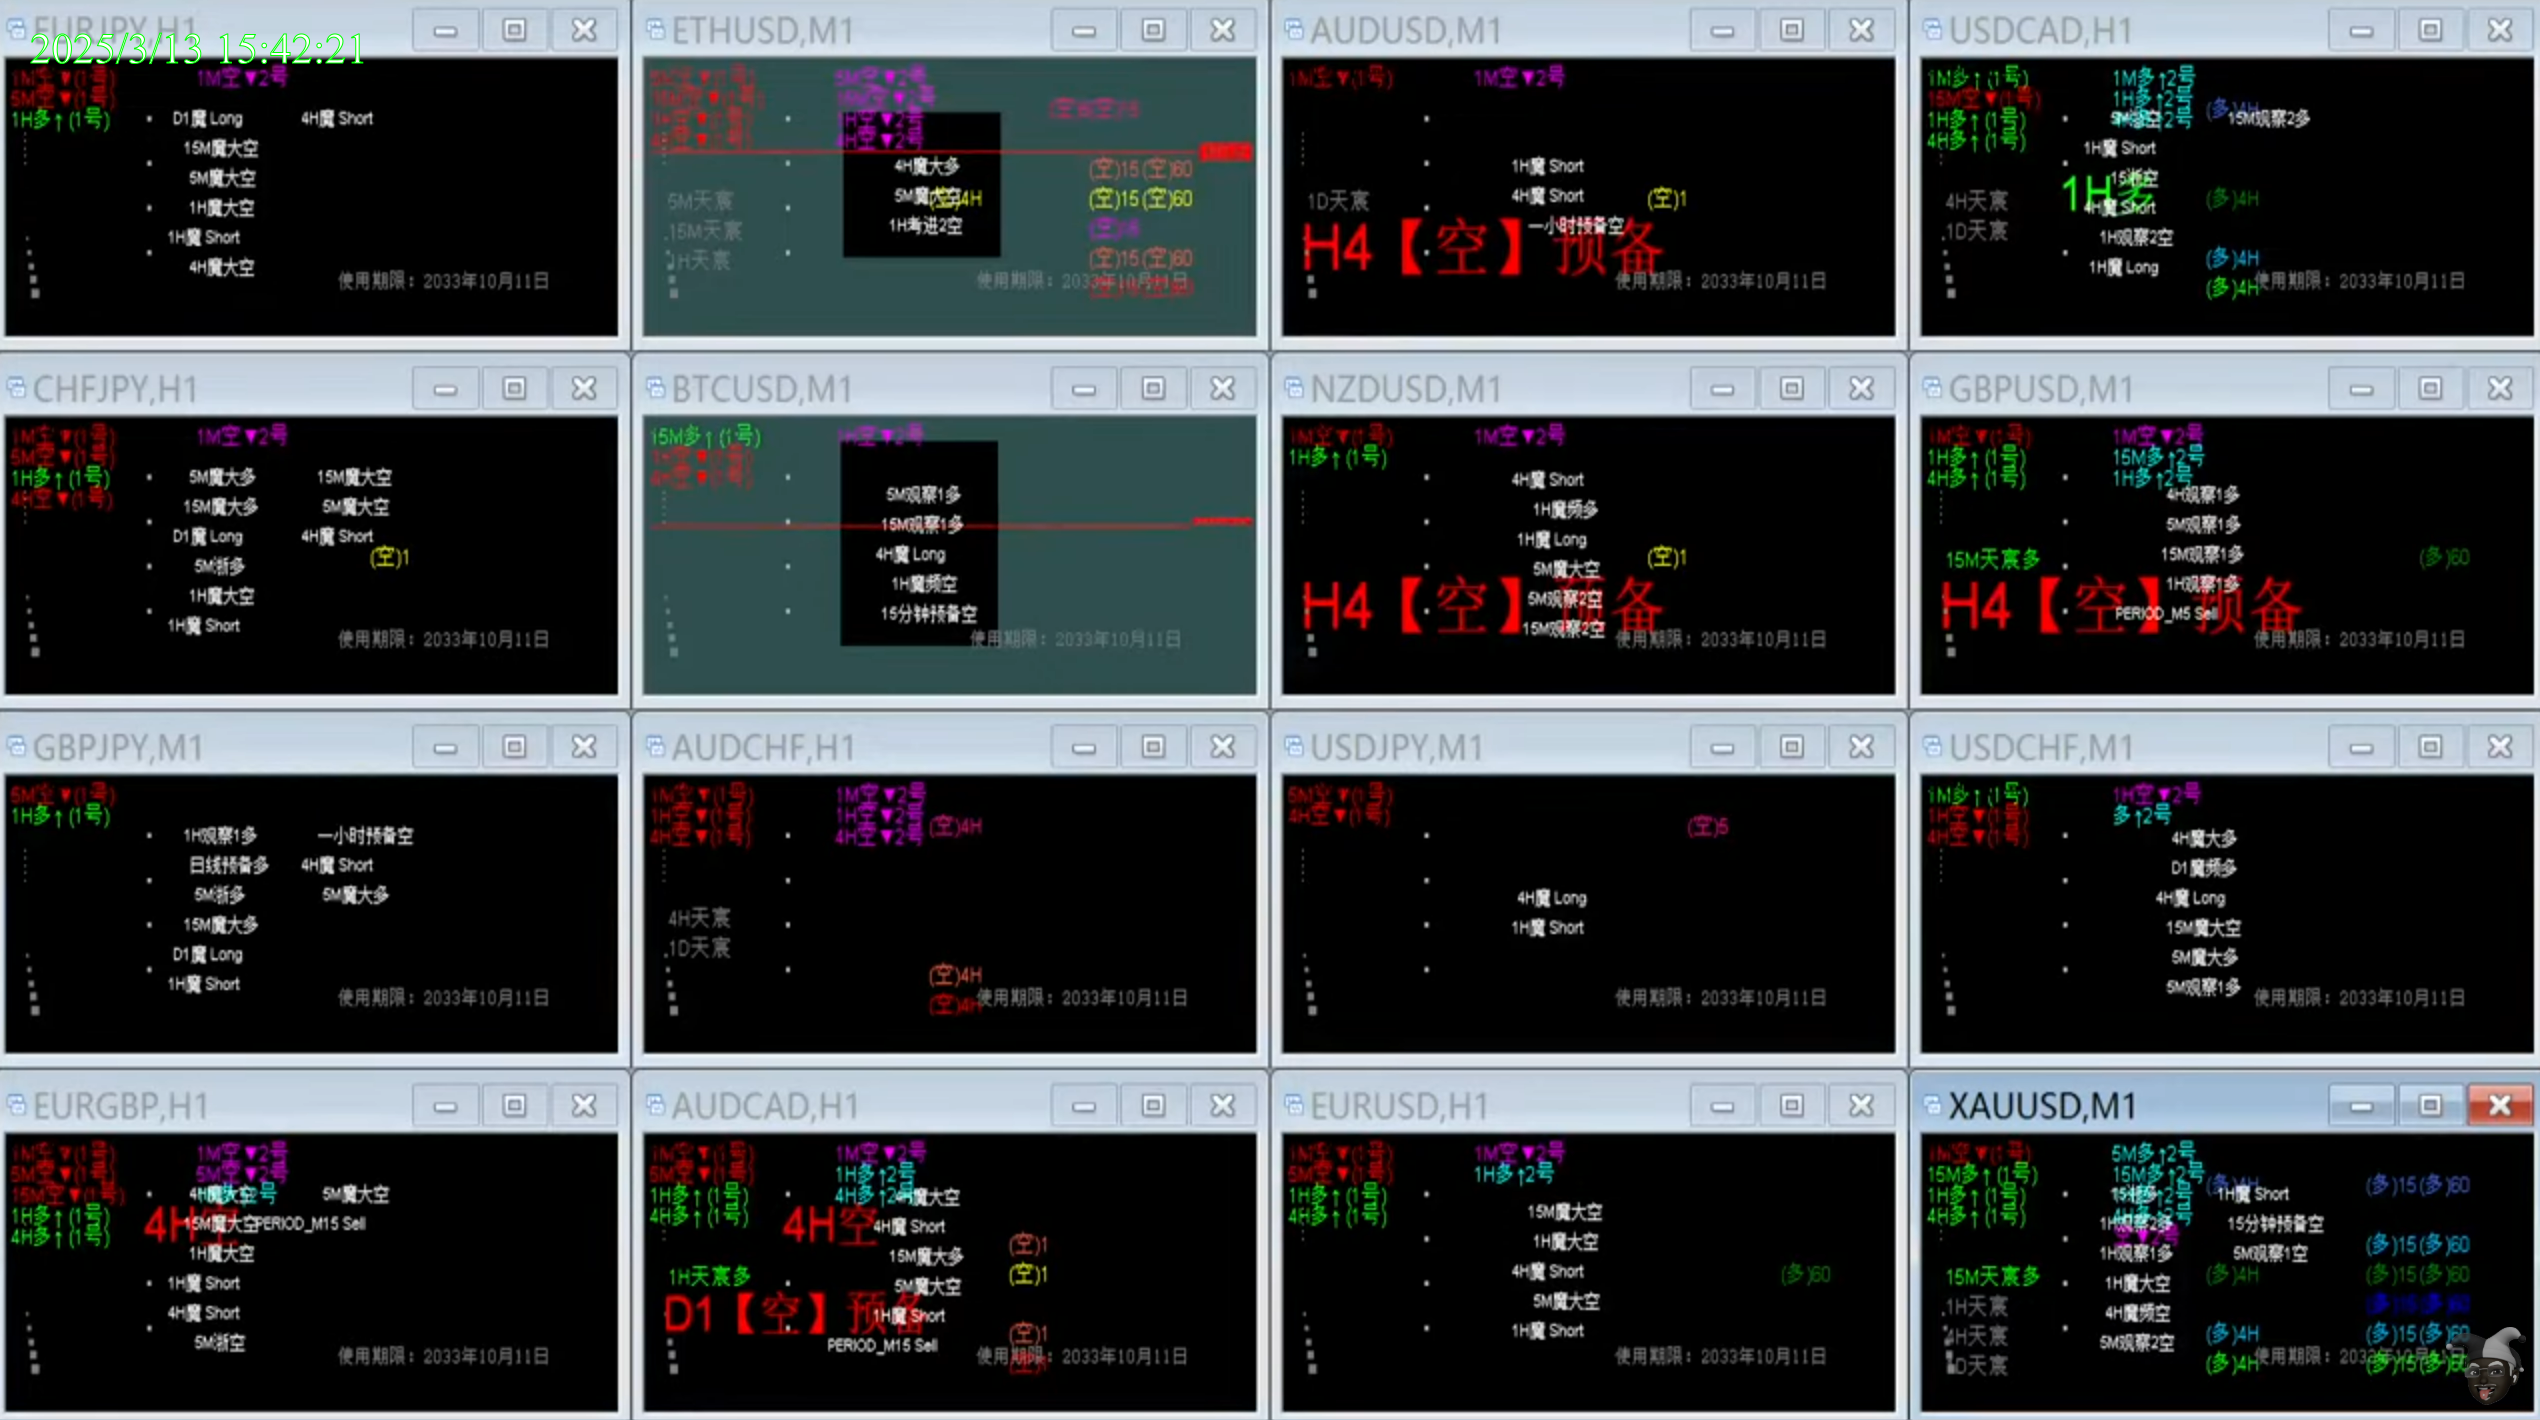 EURJPY,H1
2025/3/13 15:42:21
1M空▼(1号)
1M空▼2号
5M空▼(1号)
1H多↑(1号)
D1魔 Long
4H魔 Short
15M魔大空
5M魔大空
1H魔大空
1H魔 Short
4H魔大空
使用期限：2033年10月11日
ETHUSD,M1
5M空▼(1号)
5M空▼2号
15M空▼(1号)
15M空▼2号
1H空▼(1号)
1H空▼2号
4H空▼(1号)
4H空▼2号
4H魔大多
(空)15(空)60
5M魔大空
(空)15(空)60
5M天宸
1H考进2空
15M天宸
(空)15(空)60
1H天宸
使用期限：2033年10月11日
AUDUSD,M1
1M空▼(1号)
1M空▼2号
1H魔 Short
1D天宸
4H魔 Short
(空)1
一小时预备空
H4【空】预备
使用期限：2033年10月11日
USDCAD,H1
1M多↑(1号)
1M多↑2号
15M空▼(1号)
1H多↑2号
(多)4H
1H多↑(1号)
15M观察2多
4H多↑(1号)
1H魔 Short
15浙空
1H多
4H天宸
(多)4H
4H魔 Short
1D天宸
1H观察2空
(多)4H
1H魔 Long
(多)4H
使用期限：2033年10月11日
CHFJPY,H1
1M空▼(1号)
1M空▼2号
5M空▼(1号)
1H多↑(1号)
4H空▼(1号)
5M魔大多
15M魔大空
15M魔大多
5M魔大空
D1魔 Long
4H魔 Short
(空)1
5M浙多
1H魔大空
1H魔 Short
使用期限：2033年10月11日
BTCUSD,M1
15M多↑(1号)
1H空▼2号
1H空▼(1号)
4H空▼(1号)
5M观察1多
15M观察1多
4H魔 Long
1H魔频空
15分钟预备空
使用期限：2033年10月11日
NZDUSD,M1
1M空▼(1号)
1M空▼2号
1H多↑(1号)
4H魔 Short
1H魔频多
1H魔 Long
(空)1
5M魔大空
5M观察2空
H4【空】预备
15M观察2空
使用期限：2033年10月11日
GBPUSD,M1
1M空▼(1号)
1M空▼2号
1H多↑(1号)
15M多↑2号
4H多↑(1号)
1H多↑2号
4H观察1多
5M观察1多
15M观察1多
15M天宸多
(多)60
1H观察1多
H4【空】预备
PERIOD_M5 Sell
使用期限：2033年10月11日
GBPJPY,M1
5M空▼(1号)
1H多↑(1号)
1H观察1多
一小时预备空
日线预备多
4H魔 Short
5M浙多
5M魔大多
15M魔大多
D1魔 Long
1H魔 Short
使用期限：2033年10月11日
AUDCHF,H1
1M空▼(1号)
1M空▼2号
1H空▼(1号)
1H空▼2号
4H空▼(1号)
4H空▼2号
(空)4H
4H天宸
1D天宸
(空)4H
(空)4H
使用期限：2033年10月11日
USDJPY,M1
5M空▼(1号)
4H空▼(1号)
(空)5
4H魔 Long
1H魔 Short
使用期限：2033年10月11日
USDCHF,M1
1M多↑(1号)
1H空▼2号
1H空▼(1号)
多↑2号
4H空▼(1号)
4H魔大多
D1魔频多
4H魔 Long
15M魔大空
5M魔大多
5M观察1多
使用期限：2033年10月11日
EURGBP,H1
1M空▼(1号)
1M空▼2号
5M空▼(1号)
5M空▼2号
15M空▼(1号)
4H魔大空
5M魔大空
1H多↑(1号)
4H空
15M魔大空
PERIOD_M15 Sell
4H多↑(1号)
1H魔大空
1H魔 Short
4H魔 Short
5M浙空
使用期限：2033年10月11日
AUDCAD,H1
1M空▼(1号)
1M空▼2号
5M空▼(1号)
1H多↑2号
1H多↑(1号)
4H多↑2号
魔大空
4H多↑(1号)
4H空
4H魔 Short
(空)1
15M魔大多
1H天宸多
(空)1
5M魔大空
D1【空】预备
1H魔 Short
(空)1
PERIOD_M15 Sell
使用期限：2033年10月11日
EURUSD,H1
1M空▼(1号)
1M空▼2号
5M空▼(1号)
1H多↑2号
1H多↑(1号)
4H多↑(1号)
15M魔大空
1H魔大空
4H魔 Short
(多)60
5M魔大空
1H魔 Short
使用期限：2033年10月11日
XAUUSD,M1
1M空▼(1号)
5M多↑2号
15M多↑(1号)
15M多↑2号
1H多↑(1号)
(多)4H
1H魔 Short
(多)15(多)60
4H多↑(1号)
1H观察2多
15分钟预备空
空▼2号
1H观察1多
5M观察1空
(多)15(多)60
15M天宸多
1H魔大空
(多)4H
(多)15(多)60
1H天宸
4H魔频空
(多)15(多)60
4H天宸
5M观察2空
(多)4H
(多)15(多)60
1D天宸
(多)4H
(多)15(多)60